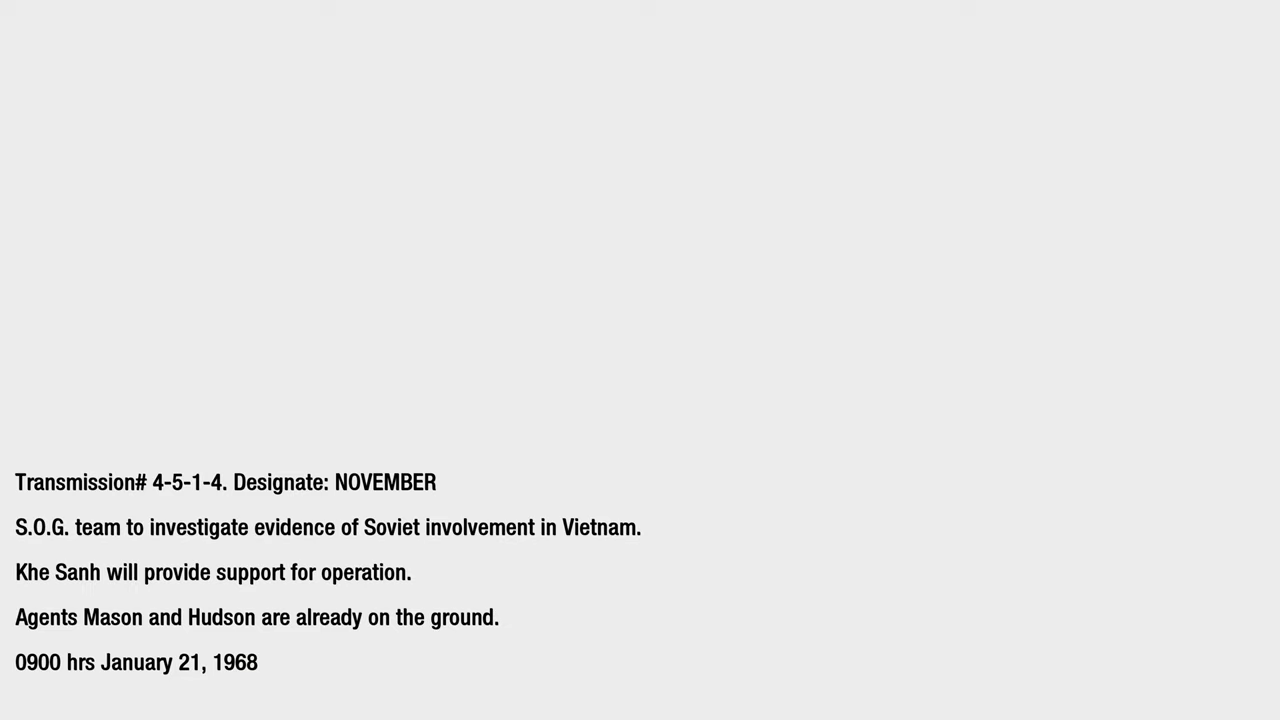 Transmission# 4-5-1-4. Designate: NOVEMBER
S.O.G. team to investigate evidence of Soviet involvement in Vietnam.
Khe Sanh will provide support for operation.
Agents Mason and Hudson are already on the ground.
0900 hrs January 21, 1968